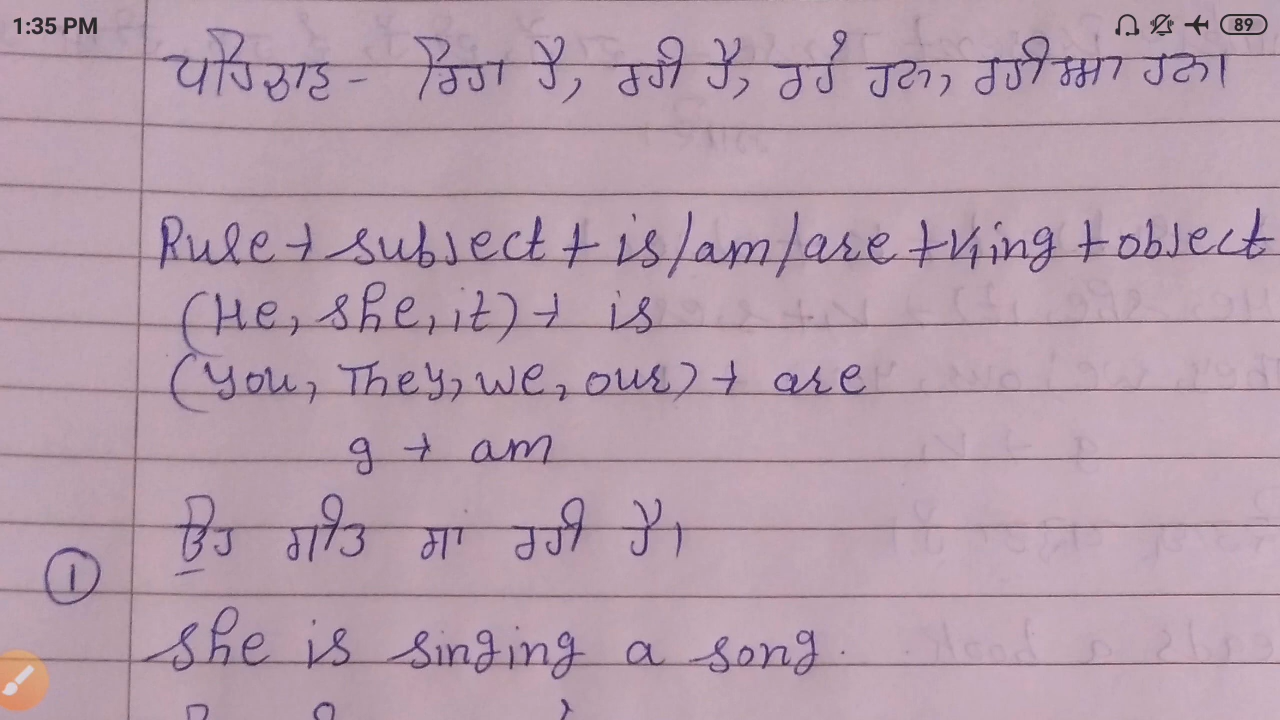 1:35 PM 89
ਪਹਿਚਾਣ - ਰਿਹਾ ਹੈ, ਰਹੀ ਹੈ, ਰਹੇ ਹਨ, ਰਹੀਆਂ ਹਨ।
Rule → subject + is/am/are + V₁ing + object
(He, she, it) → is
(You, They, we, our) → are
I → am
ਉਹ ਗੀਤ ਗਾ ਰਹੀ ਹੈ।
①
she is singing a song.